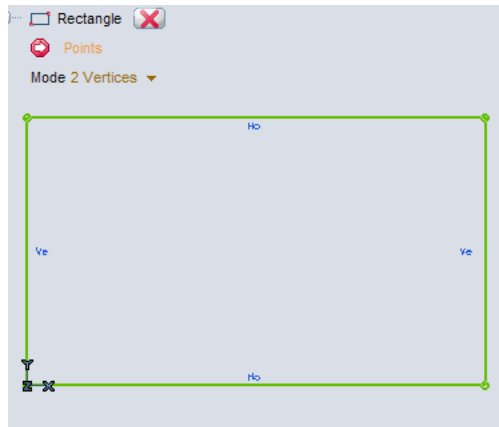 Rectangle
Points
Mode 2 Vertices
Ho
Ve Ve
Y
Z X Ho